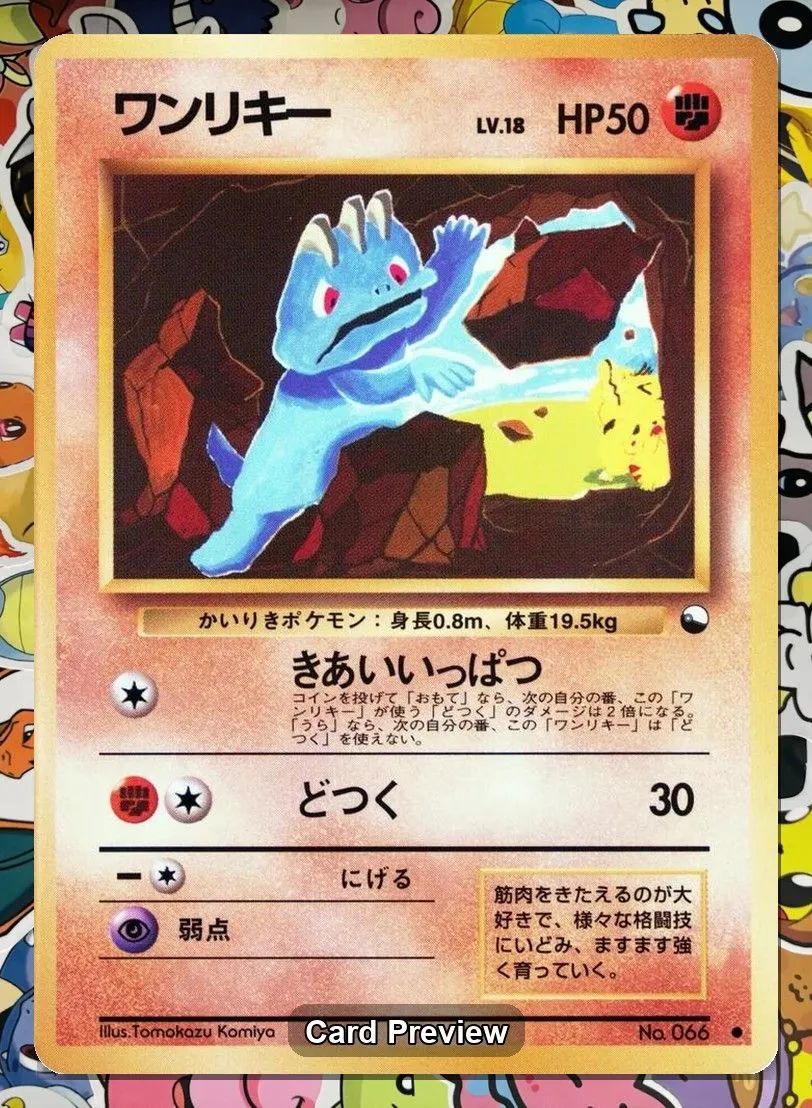 ワンリキー LV.18 HP50
かいりきポケモン：身長0.8m、体重19.5kg
きあいいっぱつ
コインを投げて「おもて」なら、次の自分の番、この「ワ
ンリキー」が使う「どつく」のダメージは2倍になる。
「うら」なら、次の自分の番、この「ワンリキー」は「ど
つく」を使えない。
どつく 30
にげる
弱点
筋肉をきたえるのが大
好きで、様々な格闘技
にいどみ、ますます強
く育っていく。
Illus.Tomokazu Komiya
Card Preview
No. 066